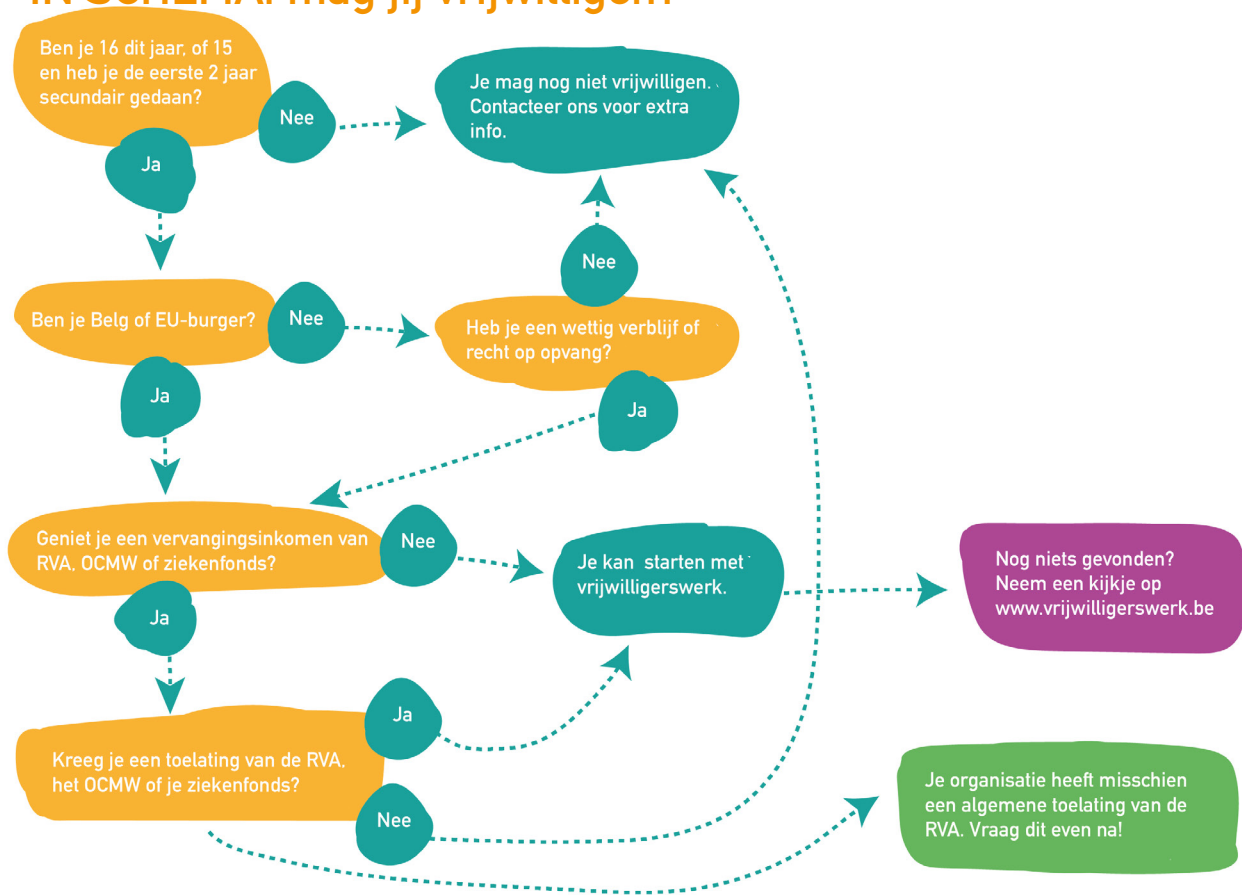 IN SCHEMA: mag jij vrijwilligen?
Ben je 16 dit jaar, of 15
en heb je de eerste 2 jaar
secundair gedaan?
Nee
Je mag nog niet vrijwilligen.
Contacteer ons voor extra
info.
Ja
Nee
Ben je Belg of EU-burger?
Nee
Heb je een wettig verblijf of
recht op opvang?
Ja
Ja
Geniet je een vervangingsinkomen van
RVA, OCMW of ziekenfonds?
Nee
Je kan starten met
vrijwilligerswerk.
Nog niets gevonden?
Neem een kijkje op
www.vrijwilligerswerk.be
Ja
Kreeg je een toelating van de RVA,
het OCMW of je ziekenfonds?
Ja
Nee
Je organisatie heeft misschien
een algemene toelating van de
RVA. Vraag dit even na!